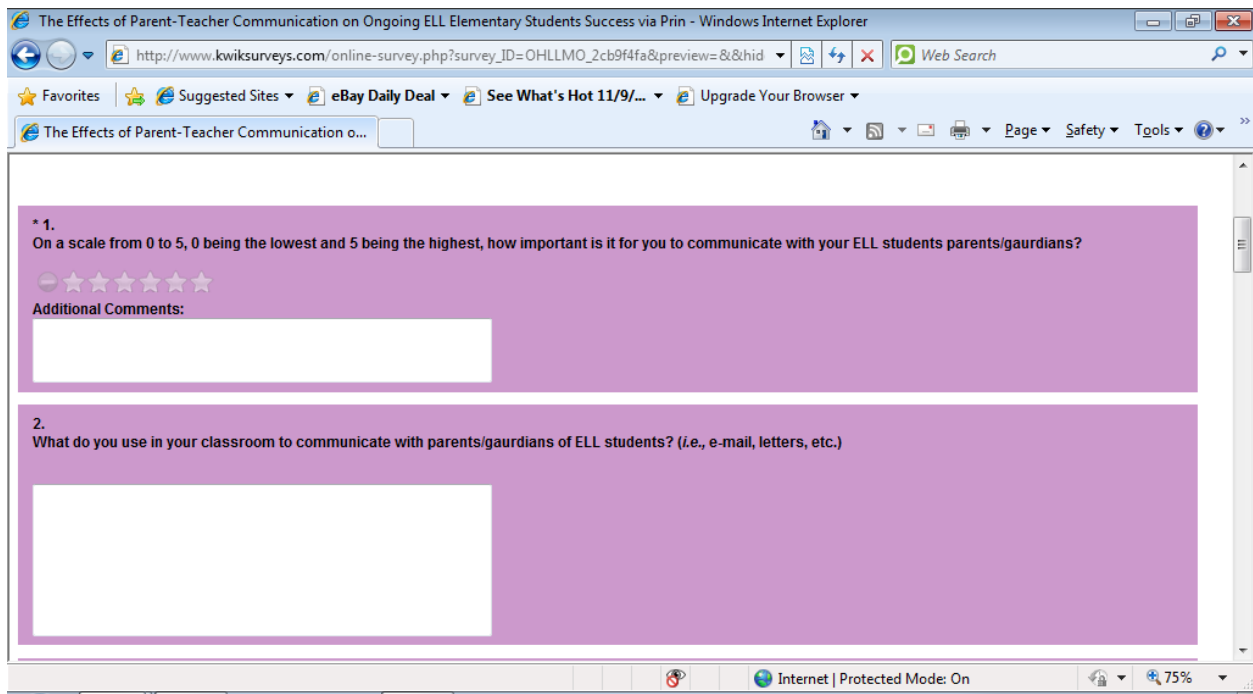 The Effects of Parent-Teacher Communication on Ongoing ELL Elementary Students Success via Prin - Windows Internet Explorer
http://www.kwiksurveys.com/online-survey.php?survey_ID=OHLLMO_2cb9f4fa&preview=&&hid
Web Search
Favorites Suggested Sites eBay Daily Deal See What's Hot 11/9/... Upgrade Your Browser
The Effects of Parent-Teacher Communication o... Page Safety Tools
* 1.
On a scale from 0 to 5, 0 being the lowest and 5 being the highest, how important is it for you to communicate with your ELL students parents/gaurdians?
Additional Comments:
2.
What do you use in your classroom to communicate with parents/gaurdians of ELL students? (i.e., e-mail, letters, etc.)
Internet | Protected Mode: On 75%